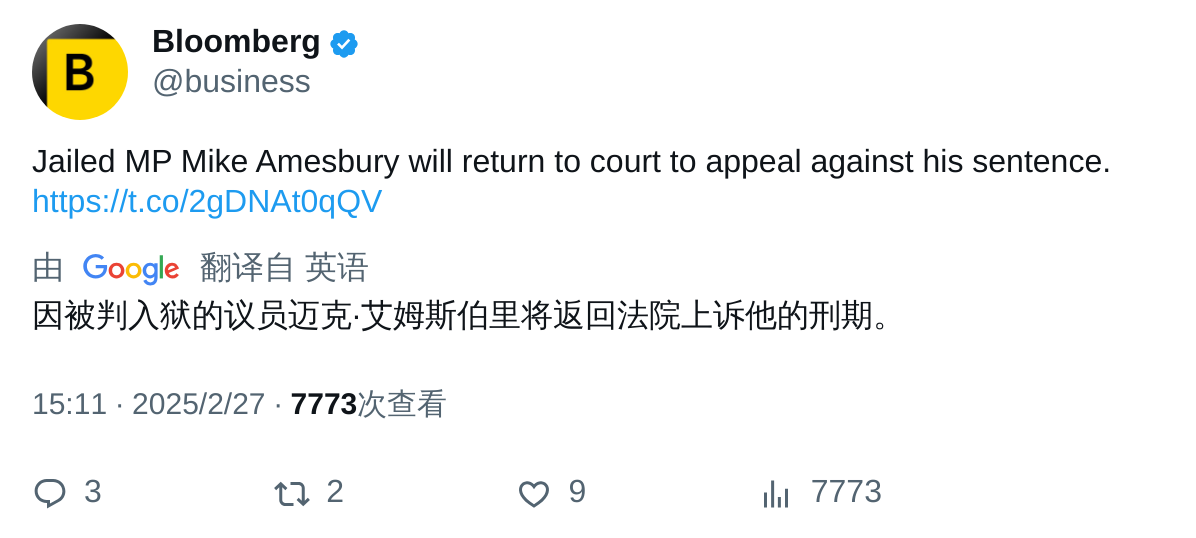 Bloomberg
@business
Jailed MP Mike Amesbury will return to court to appeal against his sentence.
https://t.co/2gDNAt0qQV
由 Google 翻译自 英语
因被判入狱的议员迈克·艾姆斯伯里将返回法院上诉他的刑期。
15:11 · 2025/2/27 · 7773次查看
3 2 9 7773